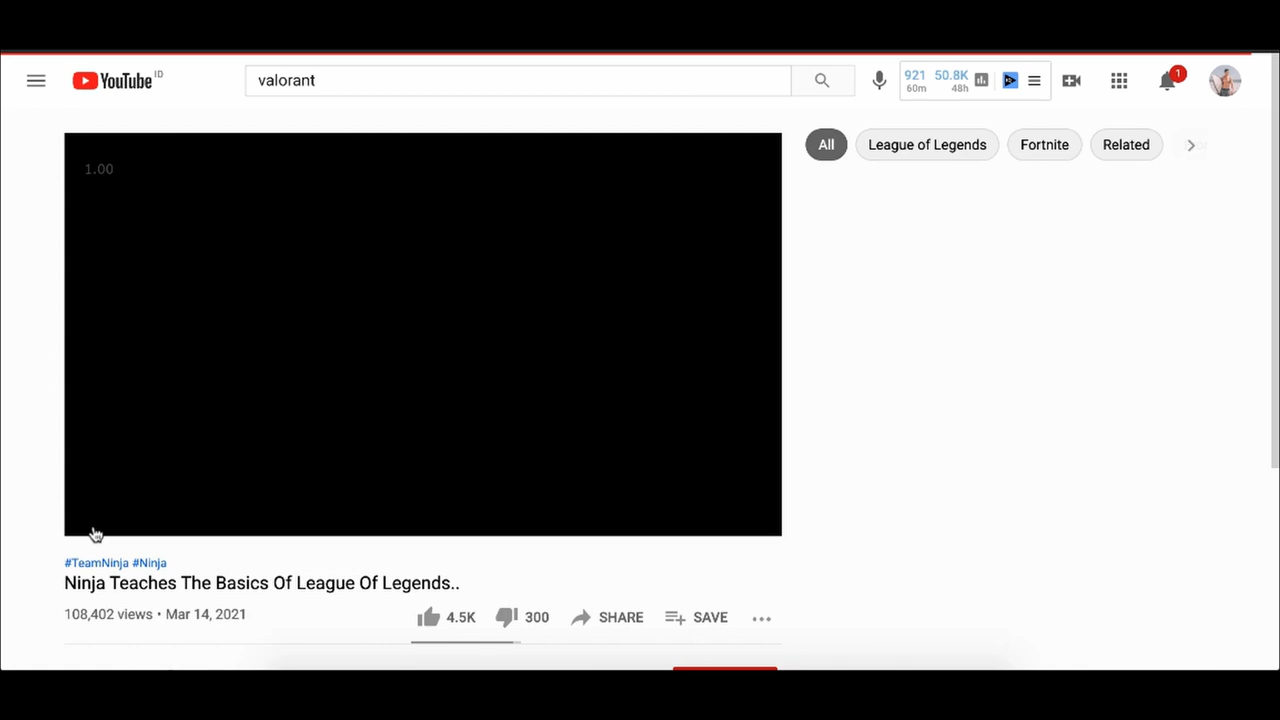 YouTube ID
valorant
921 50.8K
60m 48h
1
All League of Legends Fortnite Related
1.00
#TeamNinja #Ninja
Ninja Teaches The Basics Of League Of Legends..
108,402 views • Mar 14, 2021
4.5K 300 SHARE SAVE